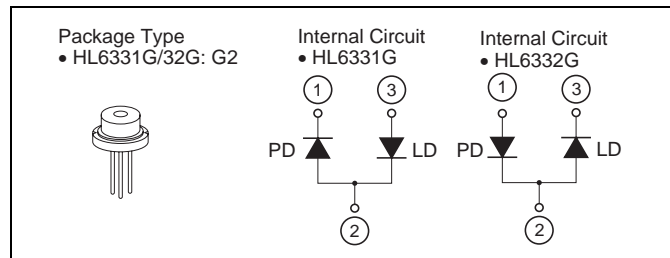 Package Type
• HL6331G/32G: G2
Internal Circuit
• HL6331G
1
3
PD
LD
2
Internal Circuit
• HL6332G
1
3
PD
LD
2